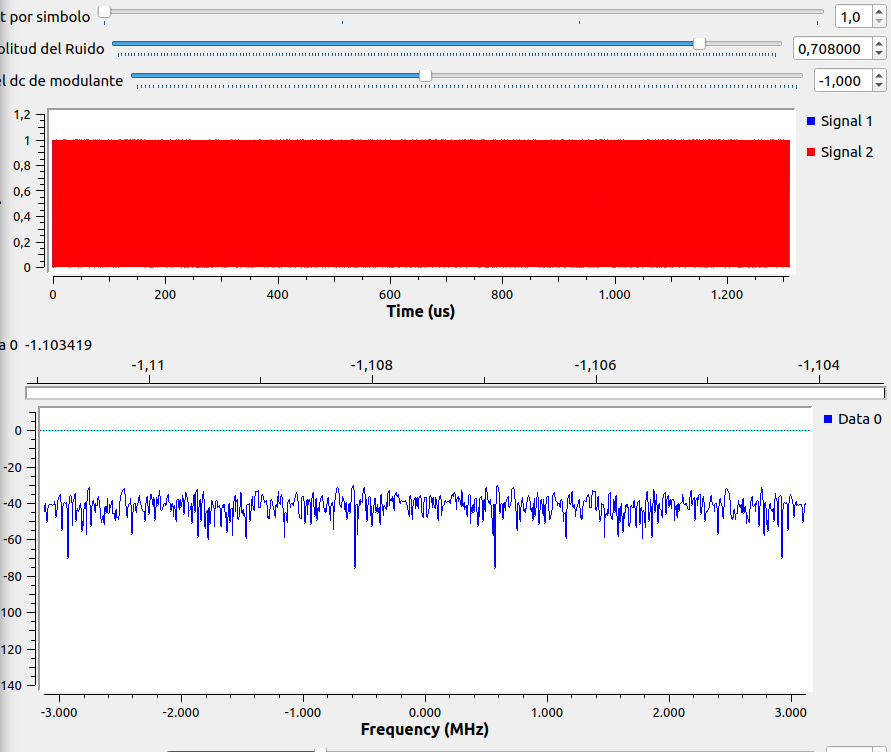 t por simbolo 1,0
olitud del Ruido 0,708000
el dc de modulante -1,000
1,2
1
0,8
0,6
0,4
0,2
0
Signal 1
Signal 2
0 200 400 600 800 1.000 1.200
Time (us)
a 0 -1.103419
-1,11 -1,108 -1,106 -1,104
0
-20
-40
-60
-80
100
120
140
Data 0
-3.000 -2.000 -1.000 0.000 1.000 2.000 3.000
Frequency (MHz)